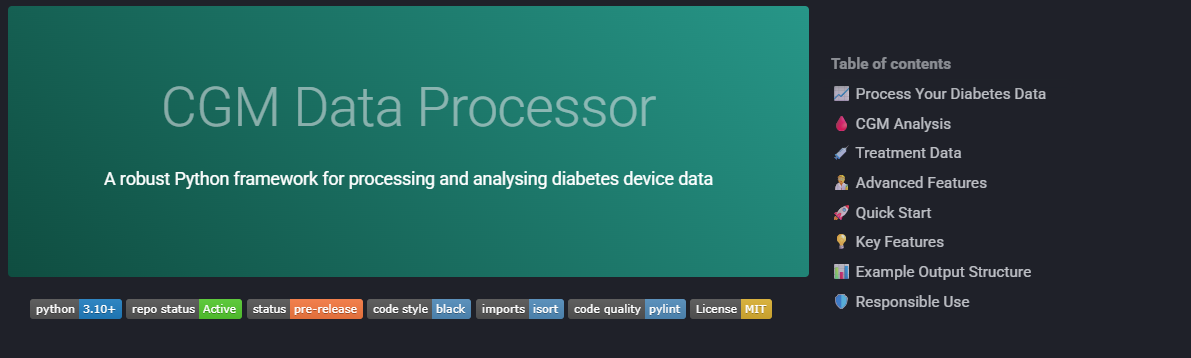 CGM Data Processor
A robust Python framework for processing and analysing diabetes device data
python 3.10+ repo status Active status pre-release code style black imports isort code quality pylint License MIT
Table of contents
Process Your Diabetes Data
CGM Analysis
Treatment Data
Advanced Features
Quick Start
Key Features
Example Output Structure
Responsible Use